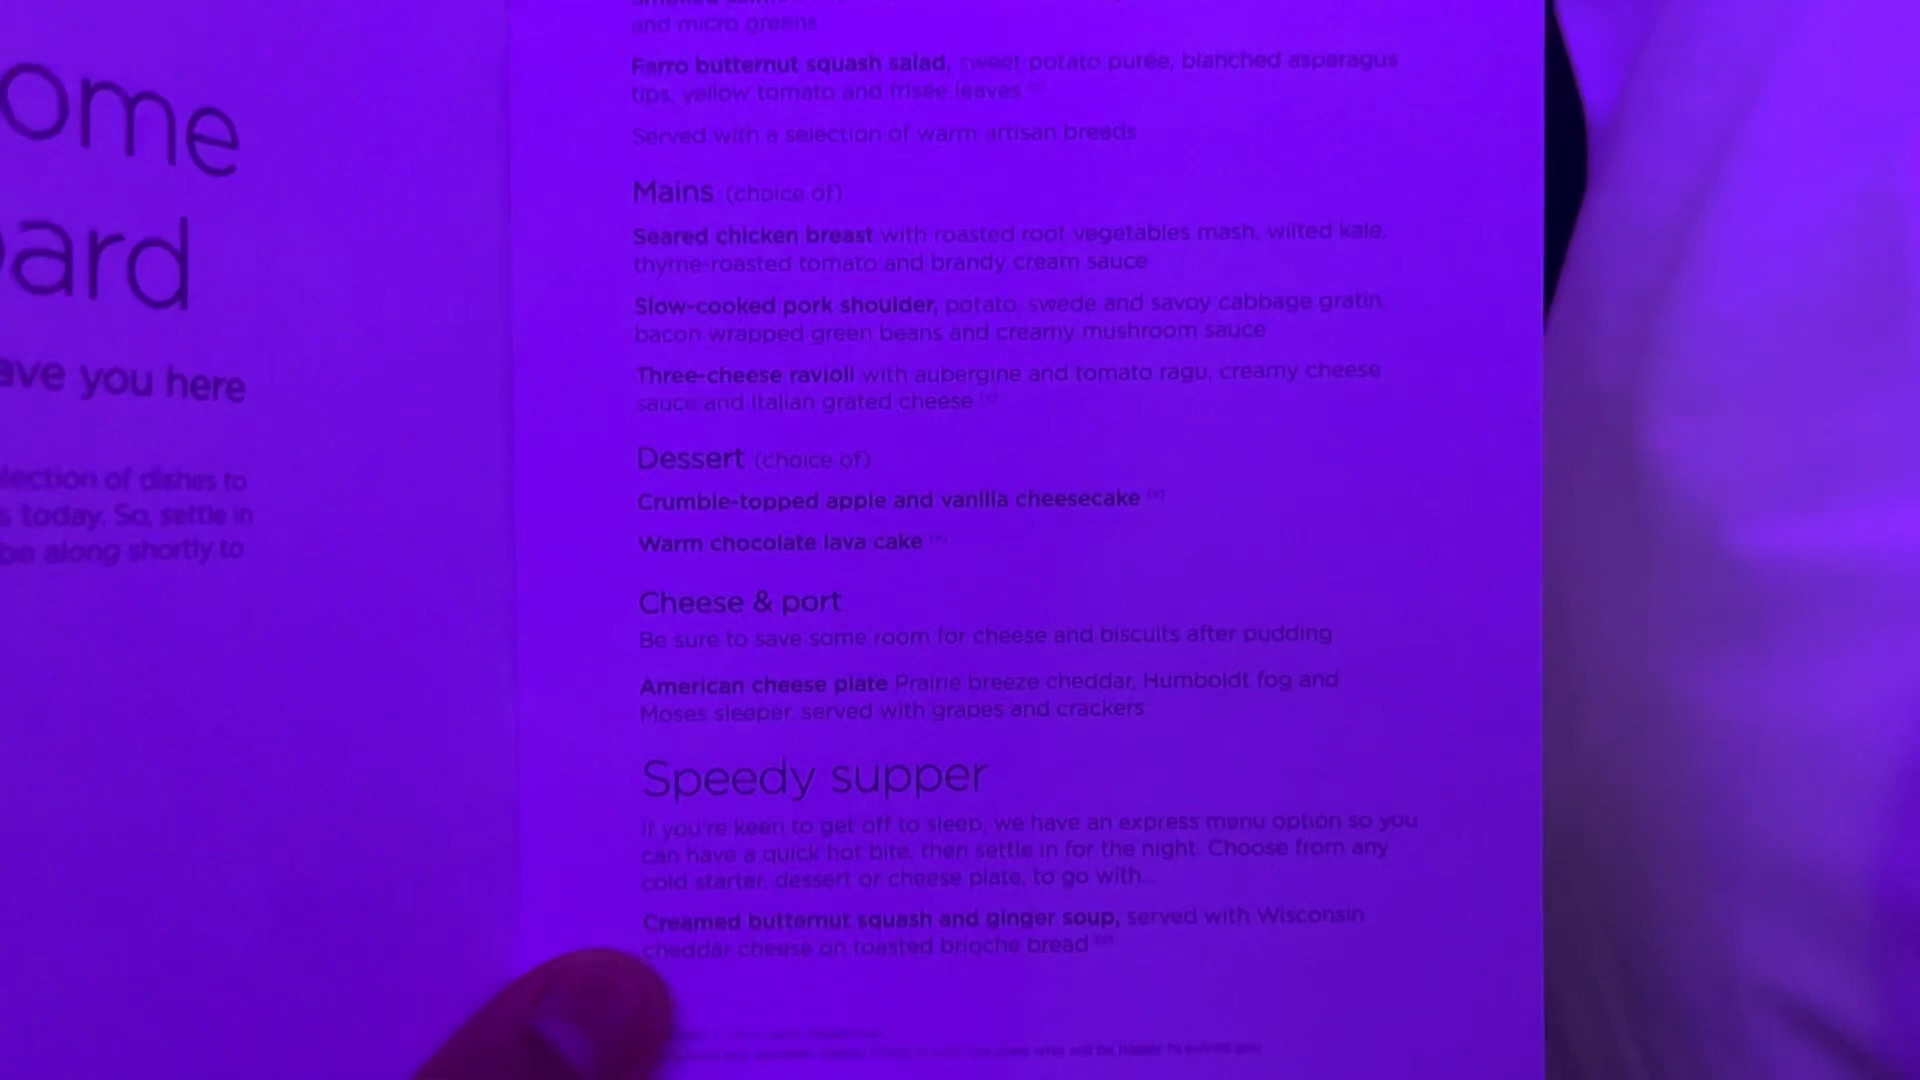 ome
ard
ave you here
lection of dishes to
s today. So, settle in
be along shortly to
and micro greens
Farro butternut squash salad, sweet potato purée, blanched asparagus
tips, yellow tomato and frisée leaves (v)
Served with a selection of warm artisan breads
Mains (choice of)
Seared chicken breast with roasted root vegetables mash, wilted kale,
thyme-roasted tomato and brandy cream sauce
Slow-cooked pork shoulder, potato, swede and savoy cabbage gratin,
bacon wrapped green beans and creamy mushroom sauce
Three-cheese ravioli with aubergine and tomato ragu, creamy cheese
sauce and Italian grated cheese (v)
Dessert (choice of)
Crumble-topped apple and vanilla cheesecake (v)
Warm chocolate lava cake (v)
Cheese & port
Be sure to save some room for cheese and biscuits after pudding
American cheese plate Prairie breeze cheddar, Humboldt fog and
Moses sleeper, served with grapes and crackers
Speedy supper
If you're keen to get off to sleep, we have an express menu option so you
can have a quick hot bite, then settle in for the night. Choose from any
cold starter, dessert or cheese plate, to go with...
Creamed butternut squash and ginger soup, served with Wisconsin
cheddar cheese on toasted brioche bread (v)